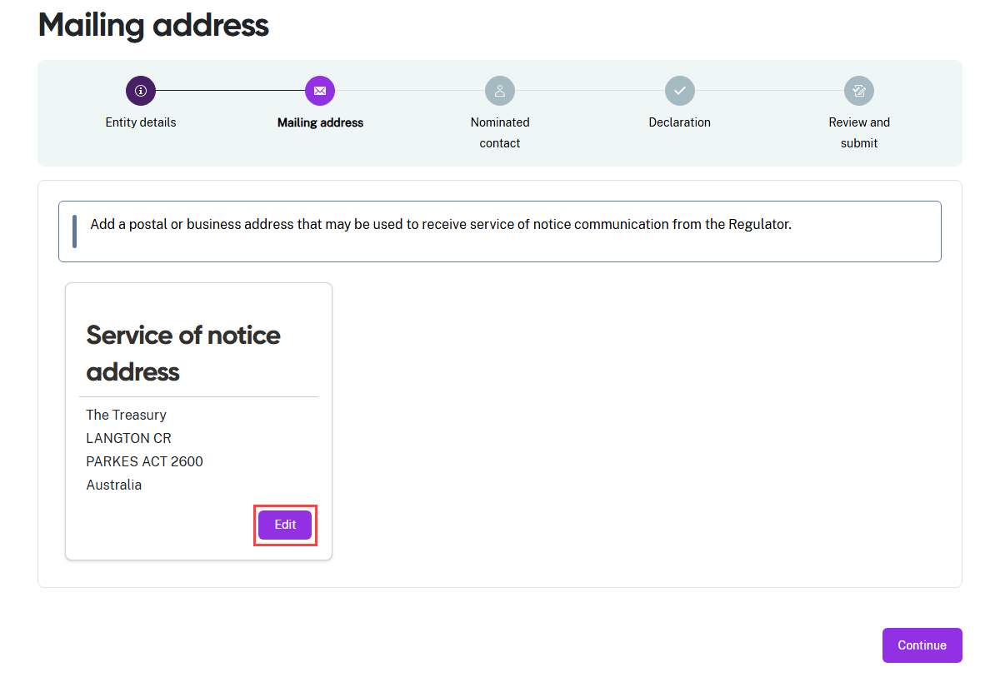 Mailing address
Entity details
Mailing address
Nominated
contact
Declaration
Review and
submit
Add a postal or business address that may be used to receive service of notice communication from the Regulator.
Service of notice
address
The Treasury
LANGTON CR
PARKES ACT 2600
Australia
Edit
Continue